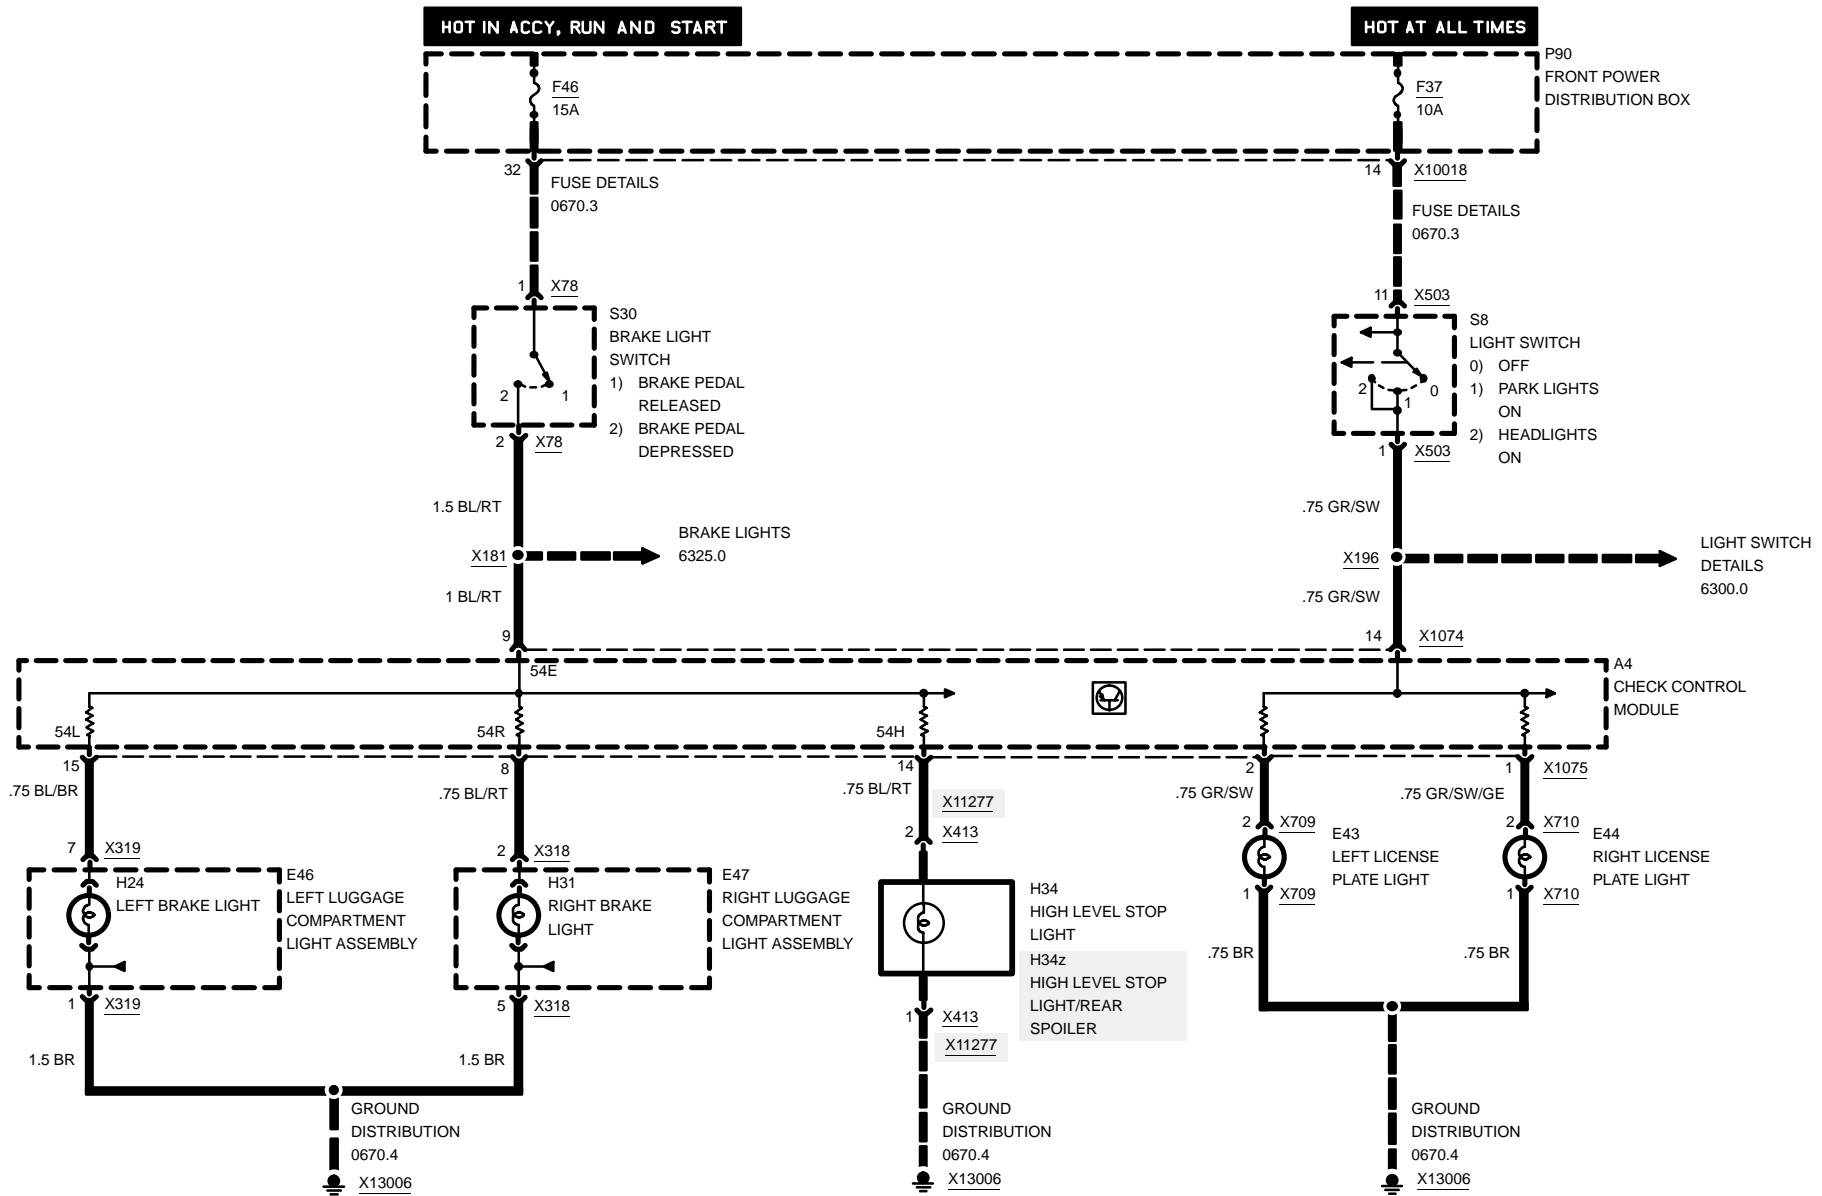 HOT IN ACCY, RUN AND START
HOT AT ALL TIMES
P90
FRONT POWER
DISTRIBUTION BOX
F46
15A
F37
10A
32
FUSE DETAILS
0670.3
14
X10018
FUSE DETAILS
0670.3
1
X78
S30
BRAKE LIGHT
SWITCH
1) BRAKE PEDAL
RELEASED
2) BRAKE PEDAL
DEPRESSED
2
1
2
X78
11
X503
S8
LIGHT SWITCH
0) OFF
1) PARK LIGHTS
ON
2) HEADLIGHTS
ON
2
1
0
1
X503
1.5 BL/RT
X181
BRAKE LIGHTS
6325.0
1 BL/RT
9
.75 GR/SW
X196
LIGHT SWITCH
DETAILS
6300.0
.75 GR/SW
14
X1074
54E
A4
CHECK CONTROL
MODULE
54L
54R
54H
15
8
14
2
1
X1075
.75 BL/BR
.75 BL/RT
.75 BL/RT
.75 GR/SW
.75 GR/SW/GE
X11277
2
X413
2
X709
2
X710
7
X319
2
X318
E43
LEFT LICENSE
PLATE LIGHT
E44
RIGHT LICENSE
PLATE LIGHT
1
X709
1
X710
H24
LEFT BRAKE LIGHT
E46
LEFT LUGGAGE
COMPARTMENT
LIGHT ASSEMBLY
H31
RIGHT BRAKE
LIGHT
E47
RIGHT LUGGAGE
COMPARTMENT
LIGHT ASSEMBLY
H34
HIGH LEVEL STOP
LIGHT
H34z
HIGH LEVEL STOP
LIGHT/REAR
SPOILER
.75 BR
.75 BR
1
X319
5
X318
1
X413
X11277
1.5 BR
1.5 BR
GROUND
DISTRIBUTION
0670.4
X13006
GROUND
DISTRIBUTION
0670.4
X13006
GROUND
DISTRIBUTION
0670.4
X13006